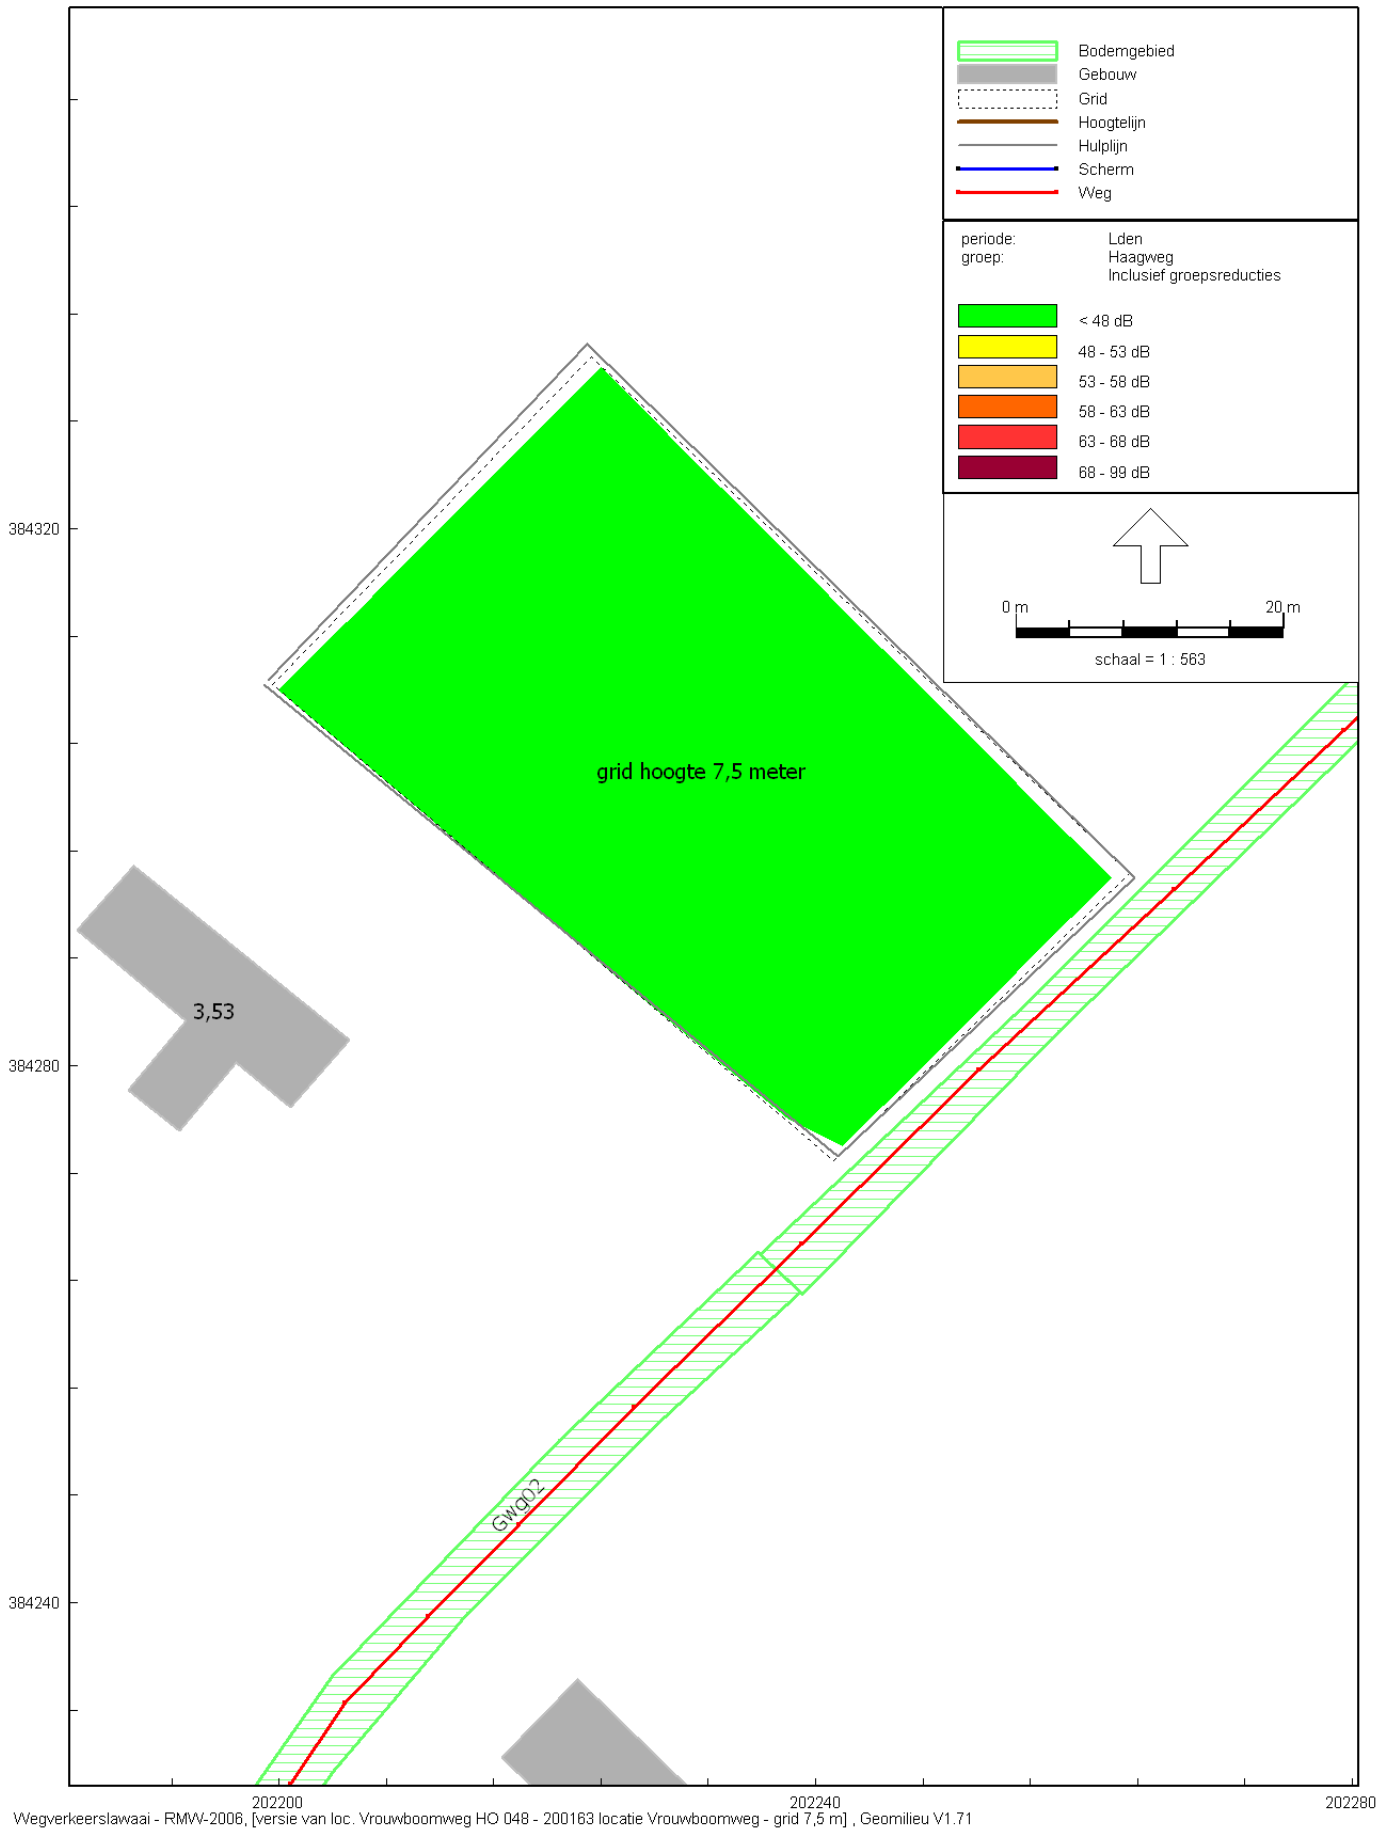 Bodemgebied
Gebouw
Grid
Hoogtelijn
Hulplijn
Scherm
Weg
periode: Lden
groep: Haagweg
Inclusief groepsreducties
< 48 dB
48 - 53 dB
53 - 58 dB
58 - 63 dB
63 - 68 dB
68 - 99 dB
0 m 20 m
schaal = 1 : 563
384320
grid hoogte 7,5 meter
3,53
384280
Gwg02
384240
202200 202240 202280
Wegverkeerslawaai - RMW-2006, [versie van loc. Vrouwboomweg HO 048 - 200163 locatie Vrouwboomweg - grid 7,5 m] , Geomilieu V1.71